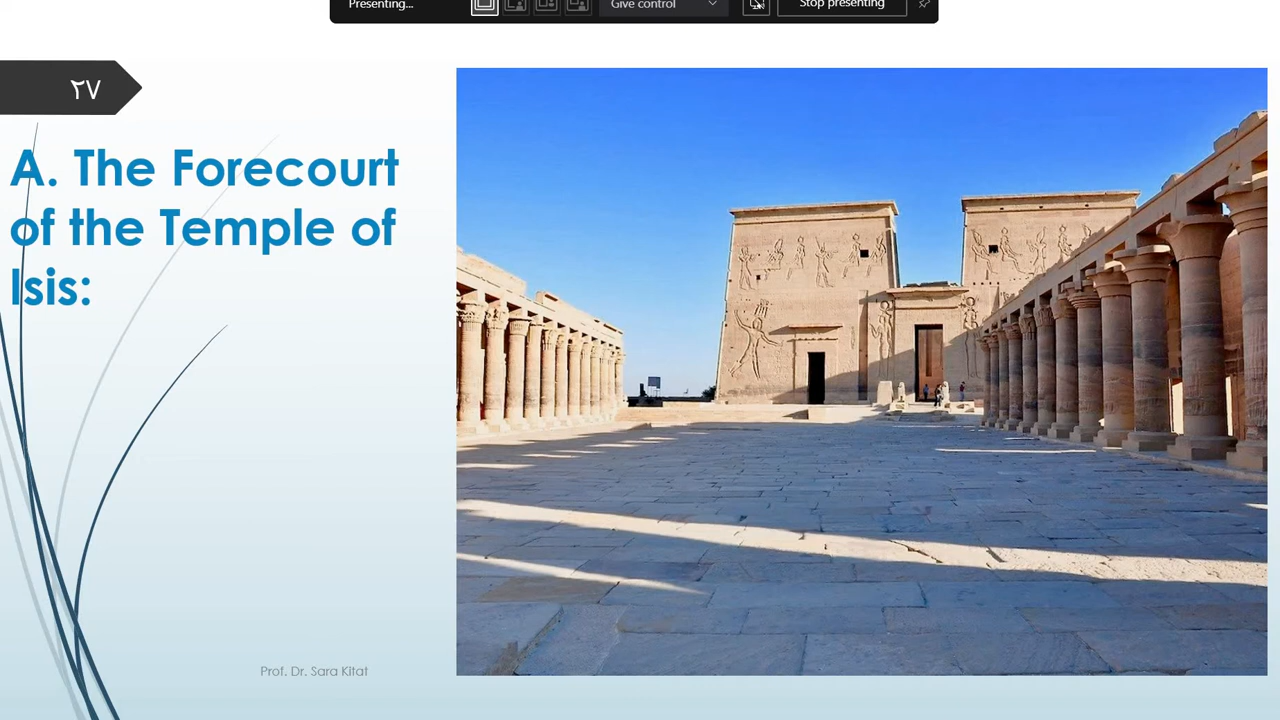 Presenting...
Give control
Stop presenting
٢٧
A. The Forecourt
of the Temple of
Isis:
Prof. Dr. Sara Kitat